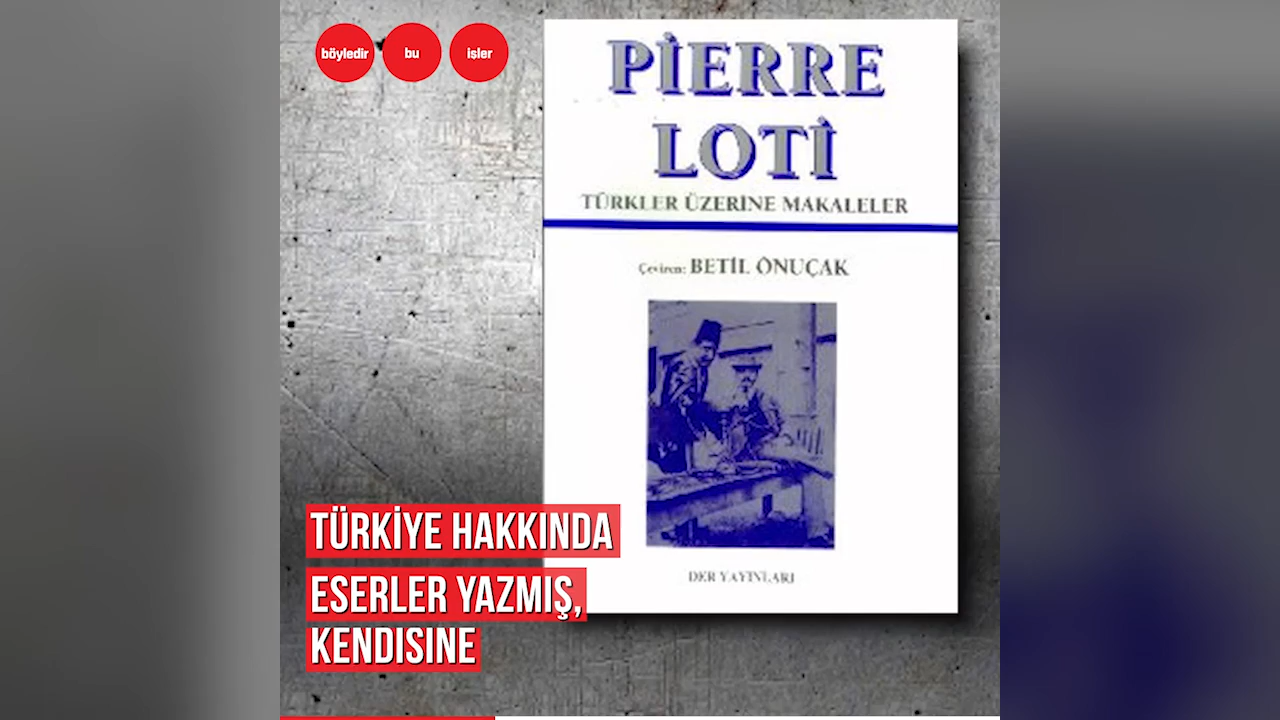 böyledir bu işler
PİERRE
LOTİ
TÜRKLER ÜZERİNE MAKALELER
Çeviren: BETİL ÖNUÇAK
DER YAYINLARI
TÜRKİYE HAKKINDA
ESERLER YAZMIŞ,
KENDISINE